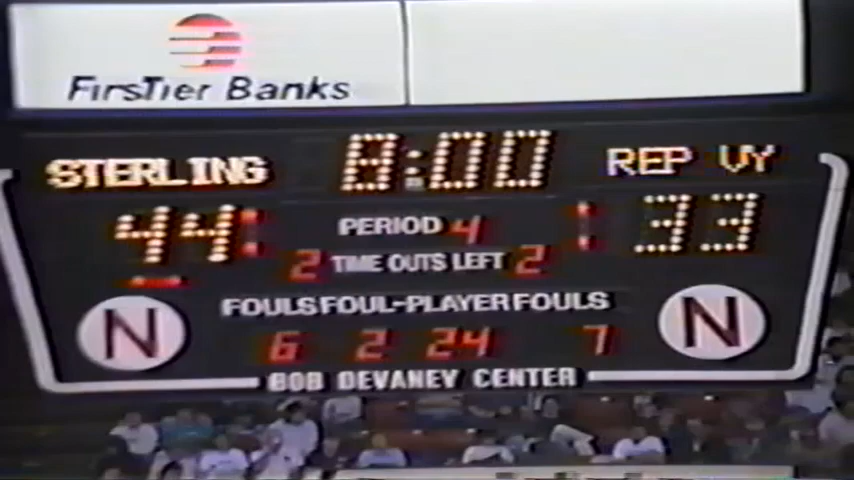 FirsTier Banks
STERLING 8:00 REP VY
44 PERIOD 4 33
2 TIME OUTS LEFT 2
FOULS FOUL-PLAYER FOULS
N 6 2 24 7 N
BOB DEVANEY CENTER